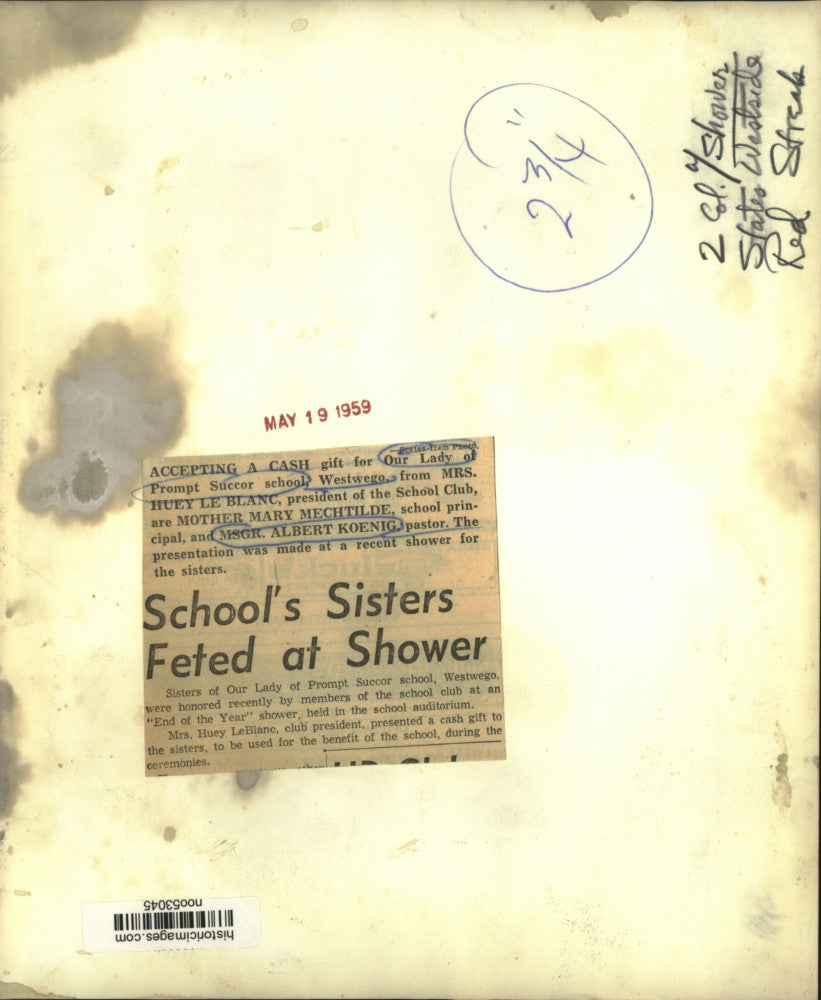 2 Col. Shower
States Westside
Red Streak
2 3/4"
MAY 19 1959
States-Item Photo.
ACCEPTING A CASH gift for Our Lady of
Prompt Succor school, Westwego, from MRS.
HUEY LE BLANC, president of the School Club,
are MOTHER MARY MECHTILDE, school prin-
cipal, and MSGR. ALBERT KOENIG, pastor. The
presentation was made at a recent shower for
the sisters.
School's Sisters
Feted at Shower
Sisters of Our Lady of Prompt Succor school, Westwego,
were honored recently by members of the school club at an
"End of the Year" shower, held in the school auditorium.
Mrs. Huey LeBlanc, club president, presented a cash gift to
the sisters, to be used for the benefit of the school, during the
ceremonies.
historicimages.com
noo53045